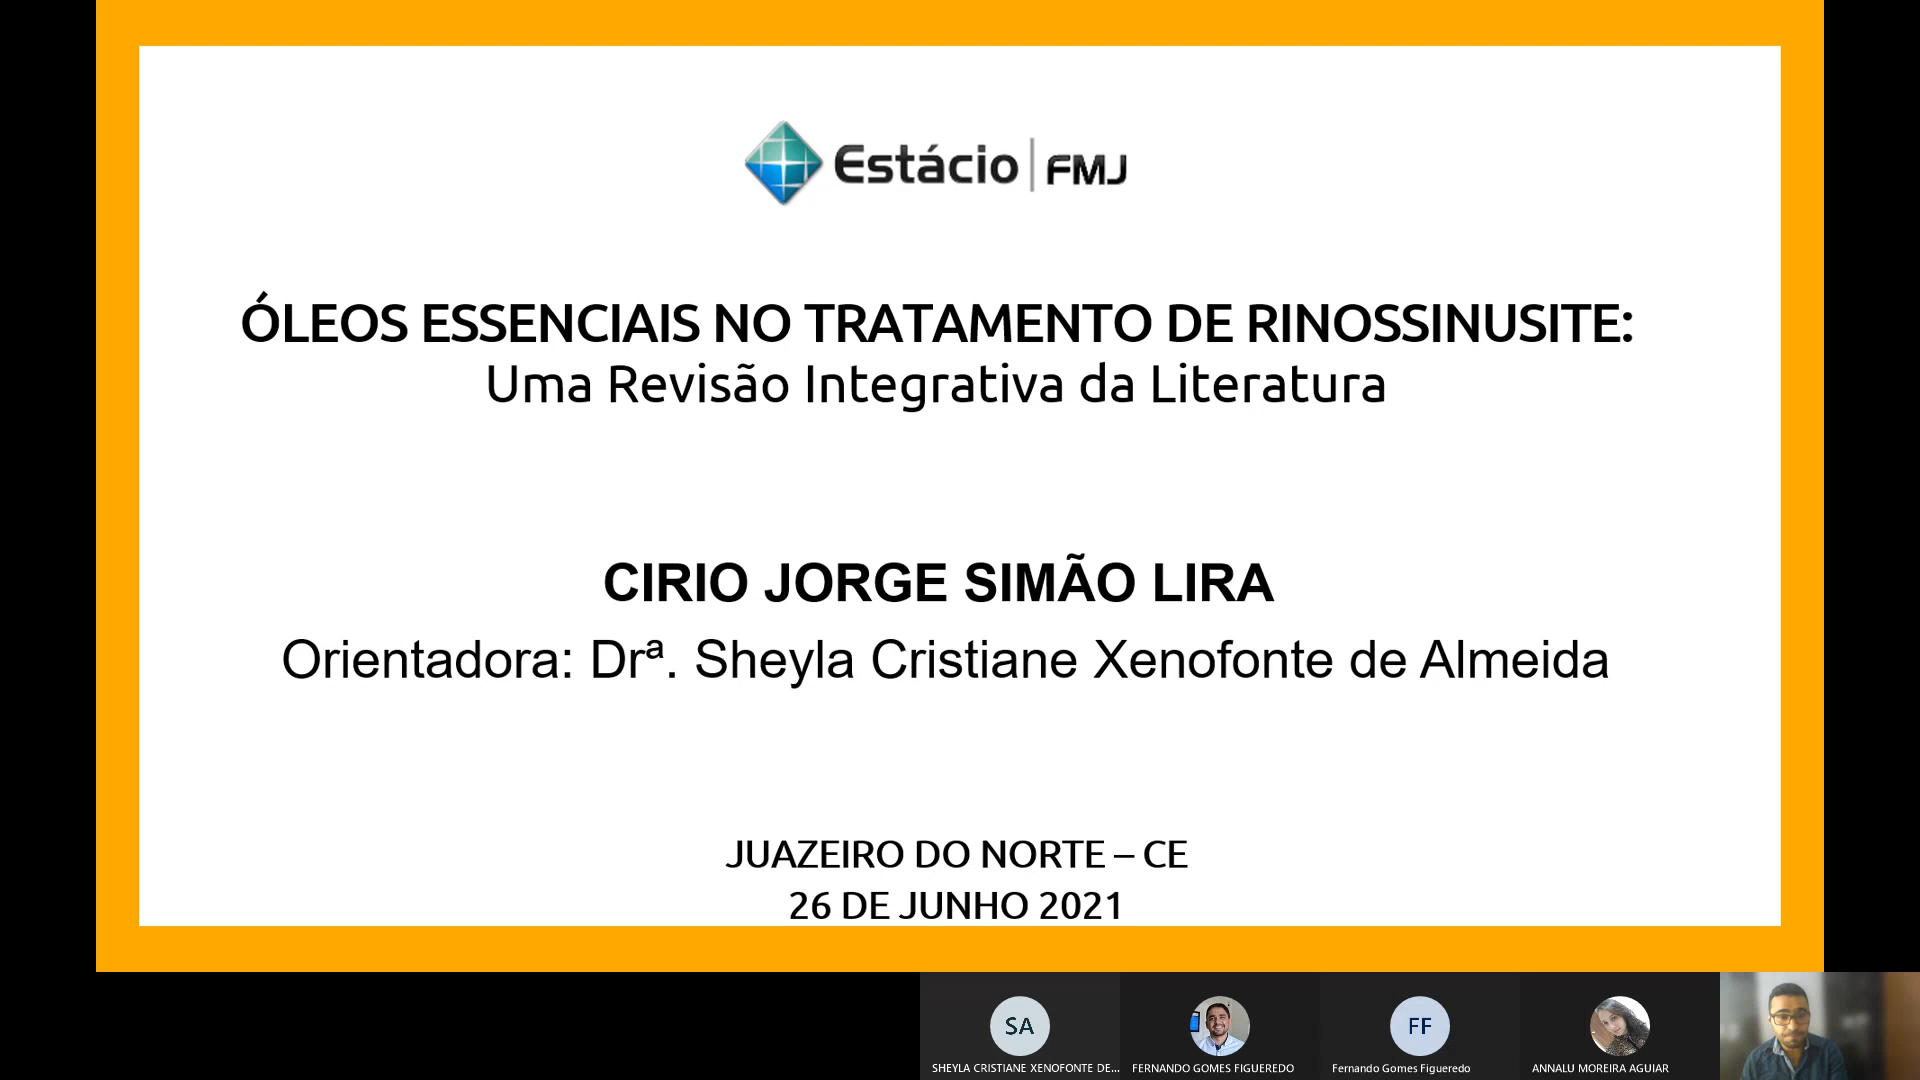 Estácio | FMJ
ÓLEOS ESSENCIAIS NO TRATAMENTO DE RINOSSINUSITE:
Uma Revisão Integrativa da Literatura
CIRIO JORGE SIMÃO LIRA
Orientadora: Drª. Sheyla Cristiane Xenofonte de Almeida
JUAZEIRO DO NORTE – CE
26 DE JUNHO 2021
SA
FF
SHEYLA CRISTIANE XENOFONTE DE...
FERNANDO GOMES FIGUEREDO
Fernando Gomes Figueredo
ANNALU MOREIRA AGUIAR